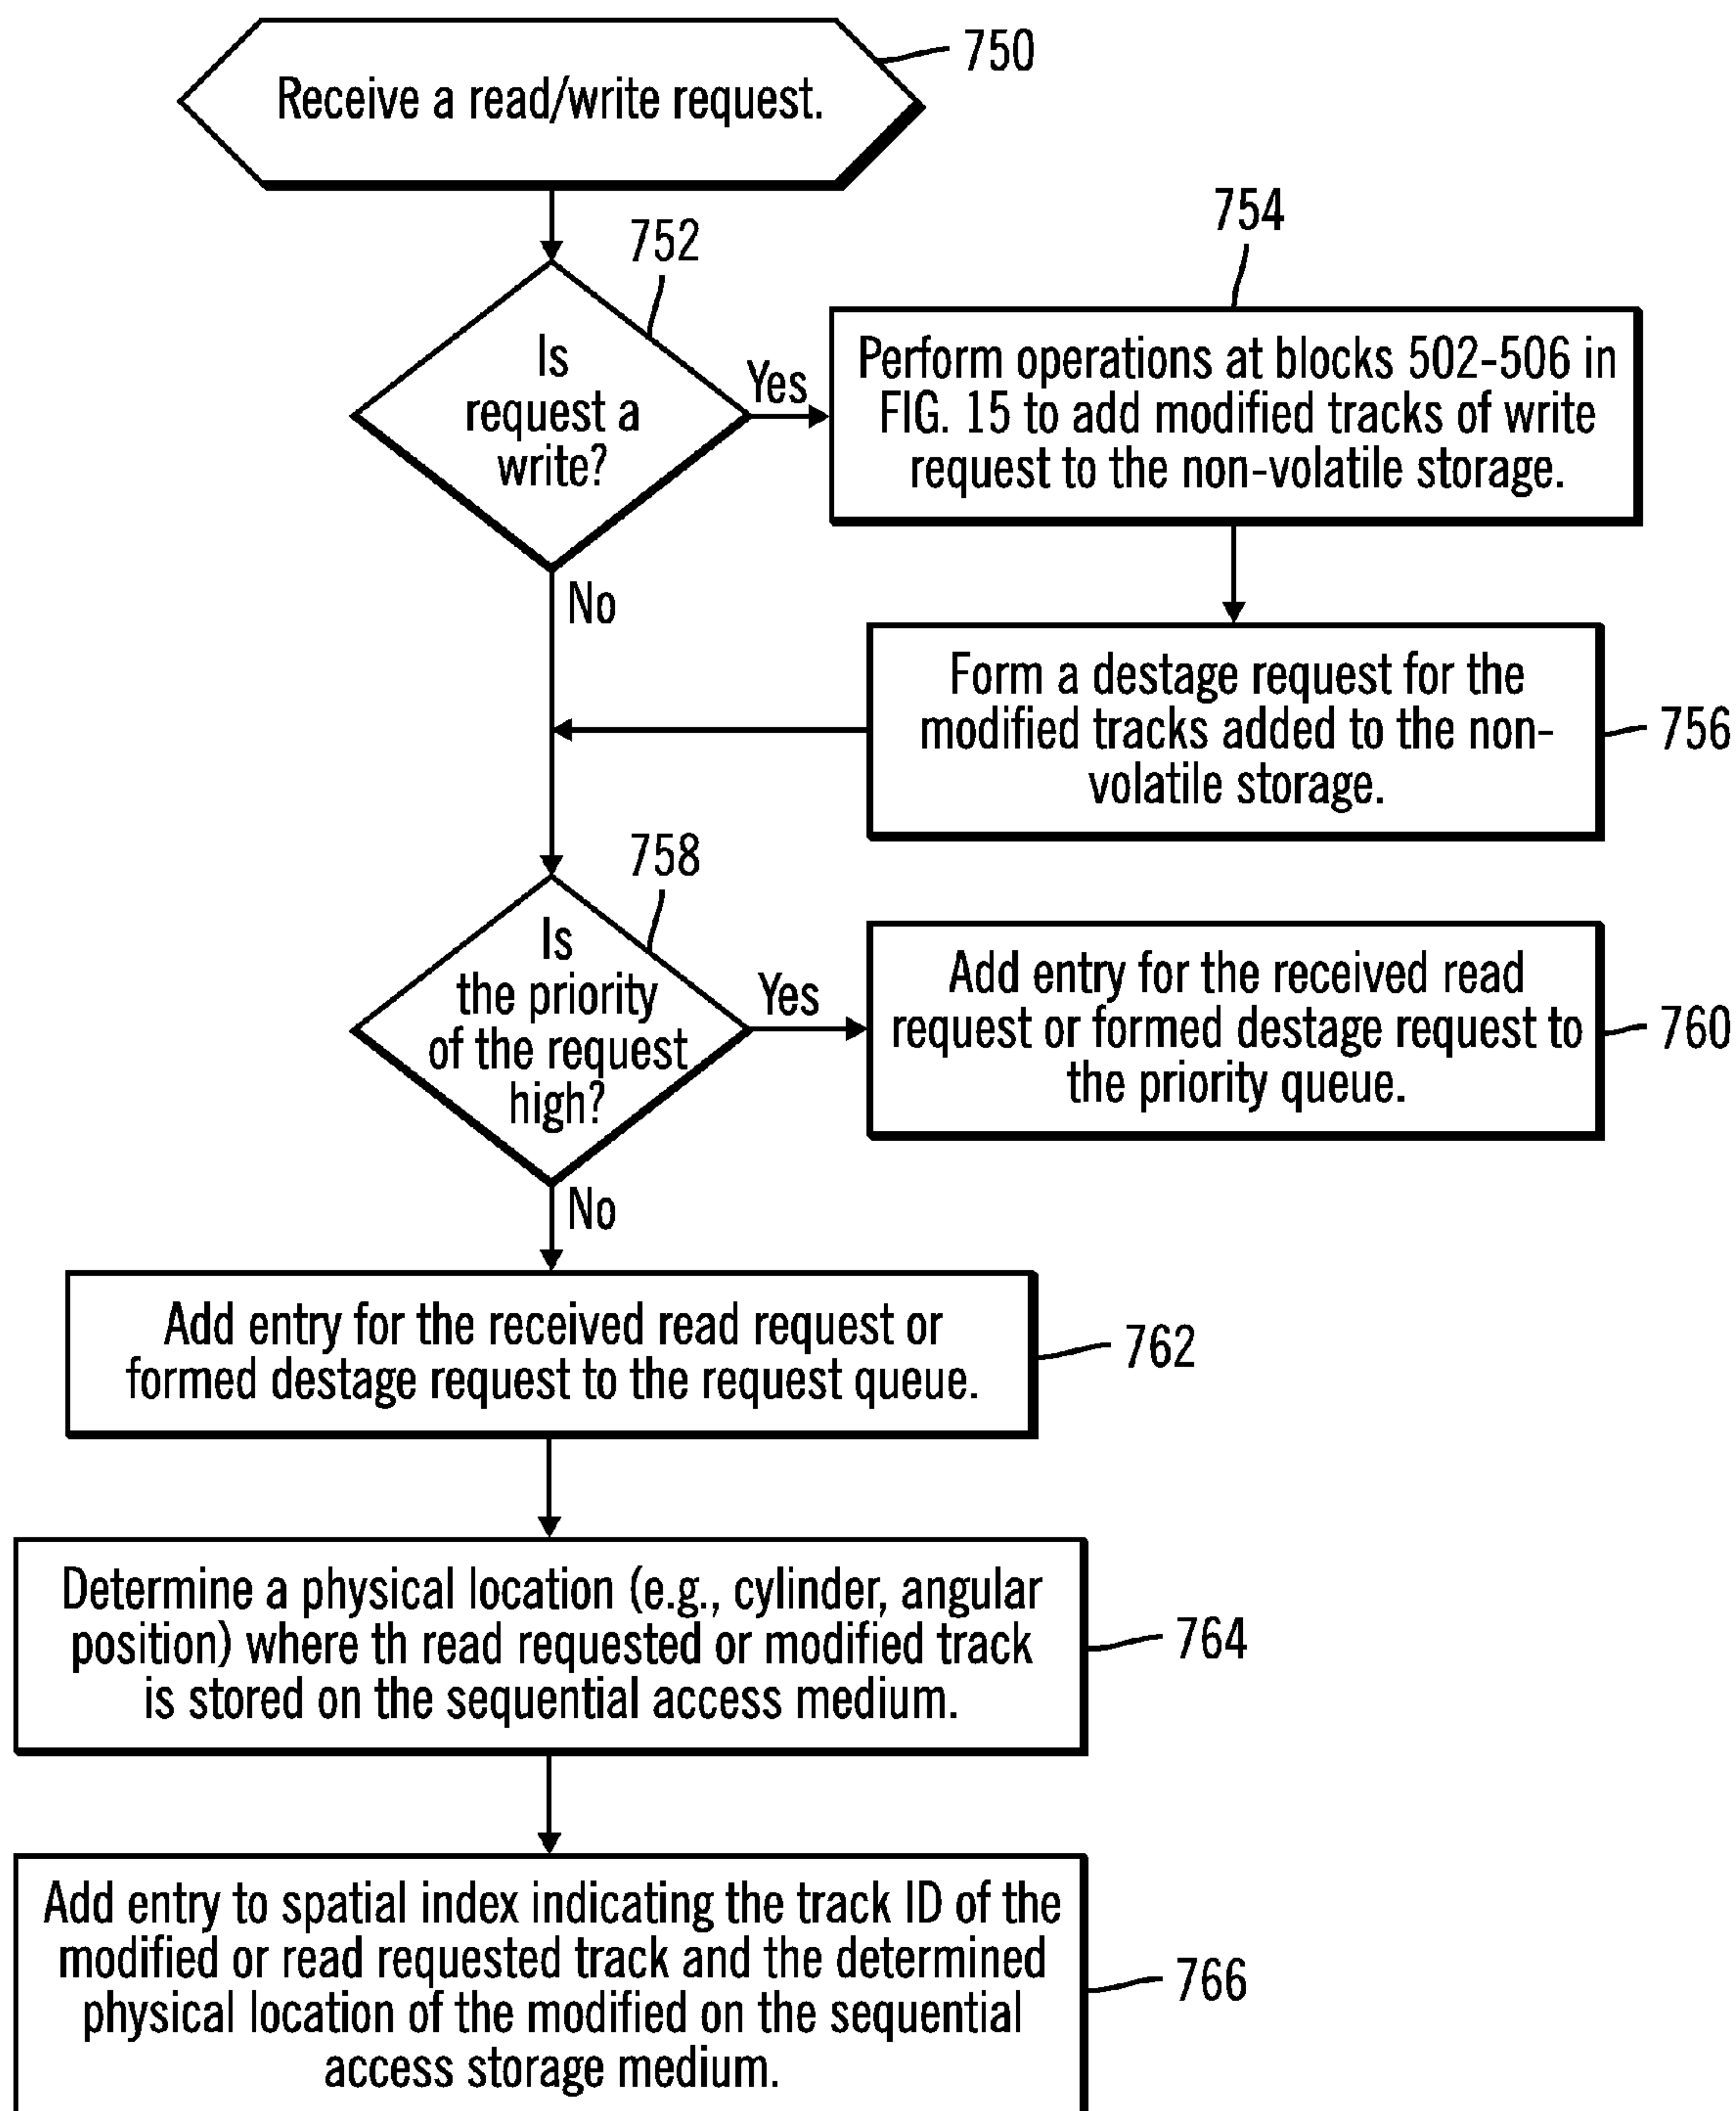 750
Receive a read/write request.
752
754
Is
request a
write?
Yes
Perform operations at blocks 502-506 in
FIG. 15 to add modified tracks of write
request to the non-volatile storage.
No
Form a destage request for the
modified tracks added to the non-
volatile storage.
756
758
Is
the priority
of the request
high?
Yes
Add entry for the received read
request or formed destage request to
the priority queue.
760
No
Add entry for the received read request or
formed destage request to the request queue.
762
Determine a physical location (e.g., cylinder, angular
position) where th read requested or modified track
is stored on the sequential access medium.
764
Add entry to spatial index indicating the track ID of the
modified or read requested track and the determined
physical location of the modified on the sequential
access storage medium.
766